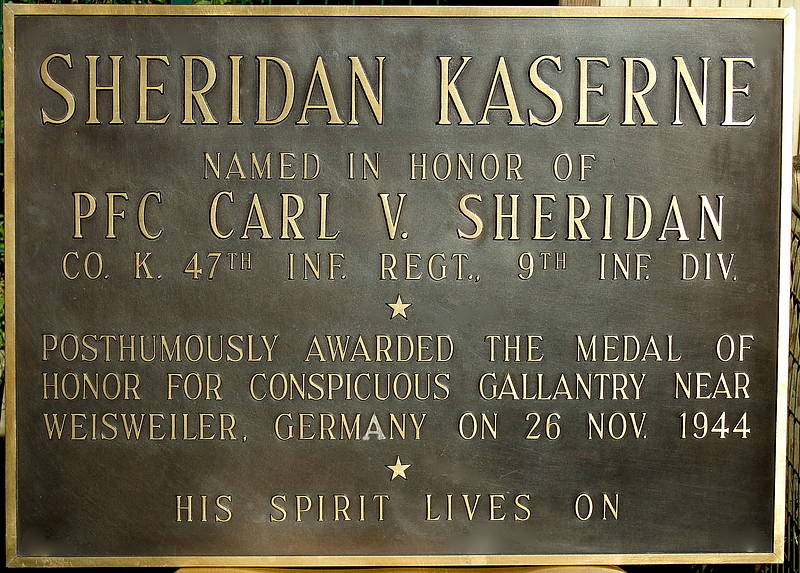 SHERIDAN KASERNE
NAMED IN HONOR OF
PFC CARL V. SHERIDAN
CO. K. 47TH INF. REGT., 9TH INF. DIV.
POSTHUMOUSLY AWARDED THE MEDAL OF
HONOR FOR CONSPICUOUS GALLANTRY NEAR
WEISWEILER, GERMANY ON 26 NOV. 1944
HIS SPIRIT LIVES ON